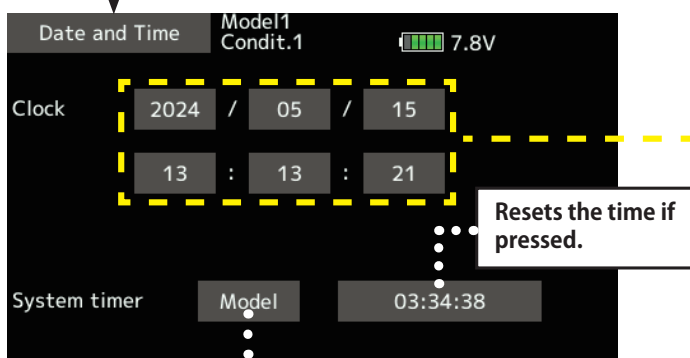 Date and Time
Model1
Condit.1
7.8V
Clock
2024 / 05 / 15
13 : 13 : 21
Resets the time if
pressed.
System timer
Model
03:34:38